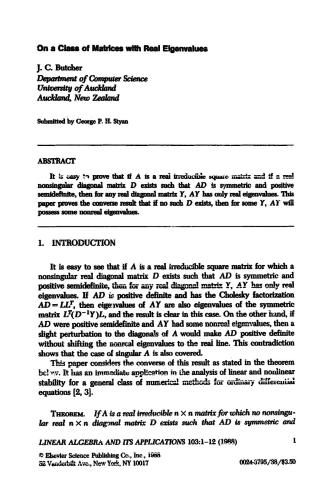 On a Class of Matrices with Real Eigenvalues
J. C. Butcher
Department of Computer Science
University of Auckland
Auckland, New Zealand
Submitted by George P. H. Styan
ABSTRACT
It is easy to prove that if A is a real irreducible square matrix and if a real
nonsingular diagonal matrix D exists such that AD is symmetric and positive
semidefinite, then for any real diagonal matrix Y, AY has only real eigenvalues. This
paper proves the converse result that if no such D exists, then for some Y, AY will
possess some nonreal eigenvalues.
1. INTRODUCTION
It is easy to see that if A is a real irreducible square matrix for which a
nonsingular real diagonal matrix D exists such that AD is symmetric and
positive semidefinite, then for any real diagonal matrix Y, AY has only real
eigenvalues. If AD is positive definite and has the Cholesky factorization
AD = LLᵀ, then eigenvalues of AY are also eigenvalues of the symmetric
matrix Lᵀ(D⁻¹Y)L, and the result is clear in this case. On the other hand, if
AD were positive semidefinite and AY had some nonreal eigenvalues, then a
slight perturbation to the diagonals of A would make AD positive definite
without shifting the nonreal eigenvalues to the real line. This contradiction
shows that the case of singular A is also covered.
This paper considers the converse of this result as stated in the theorem
below. It has an immediate application in the analysis of linear and nonlinear
stability for a general class of numerical methods for ordinary differential
equations [2, 3].
THEOREM. If A is a real irreducible n × n matrix for which no nonsingu-
lar real n × n diagonal matrix D exists such that AD is symmetric and
LINEAR ALGEBRA AND ITS APPLICATIONS 103:1-12 (1988) 1
© Elsevier Science Publishing Co., Inc., 1988
52 Vanderbilt Ave., New York, NY 10017 0024-3795/88/$3.50